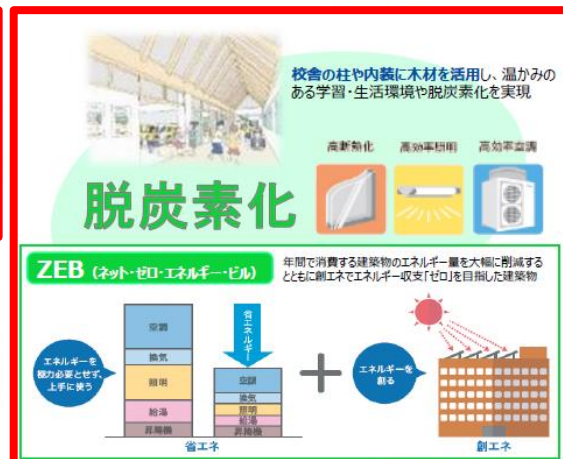 校舎の柱や内装に木材を活用し、温かみの
ある学習・生活環境や脱炭素化を実現
高断熱化 高効率照明 高効率空調
脱炭素化
ZEB（ネット・ゼロ・エネルギー・ビル）
年間で消費する建築物のエネルギー量を大幅に削減する
とともに創エネでエネルギー収支「ゼロ」を目指した建築物
エネルギーを
極力必要とせず、
上手に使う
空調
換気
照明
給湯
昇降機
省エネルギー
空調
換気
照明
給湯
昇降機
省エネ
＋
エネルギーを
創る
創エネ